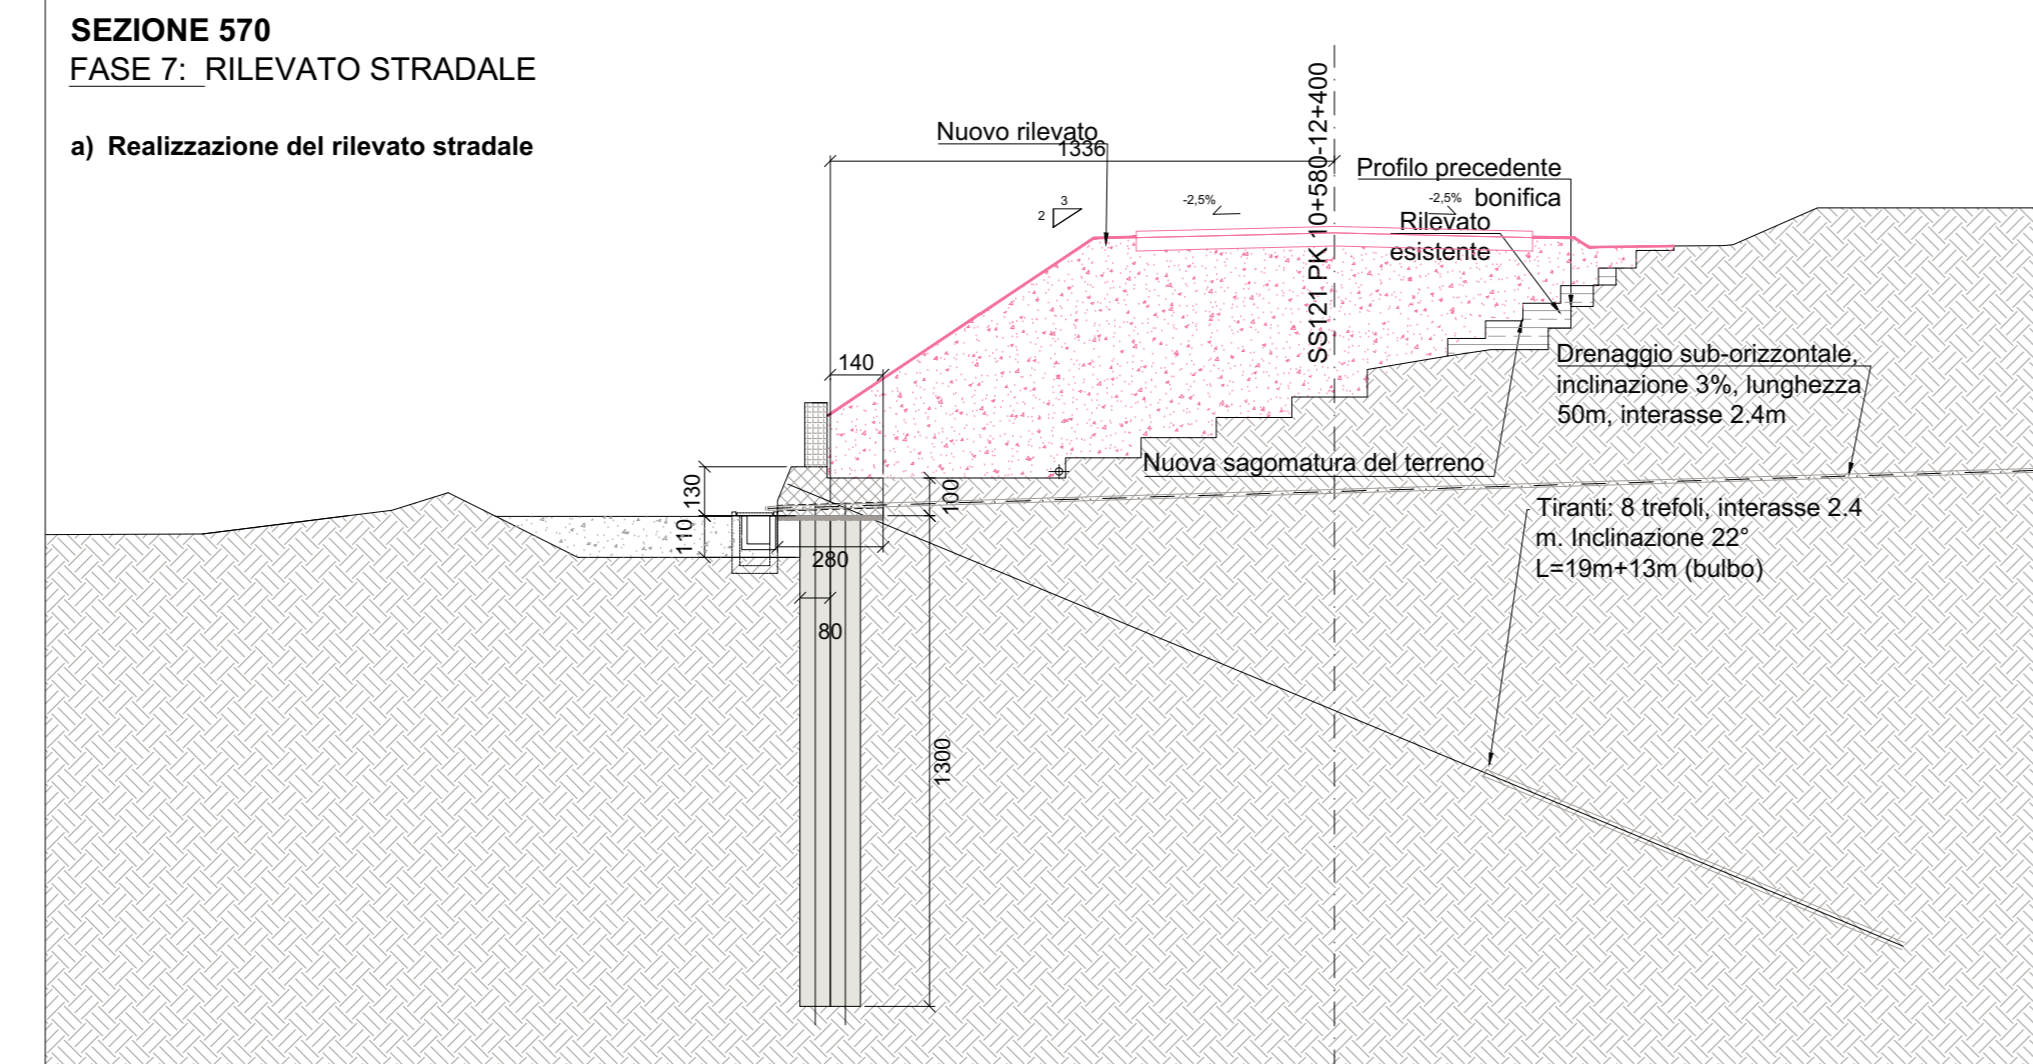 SEZIONE 570
FASE 7: RILEVATO STRADALE
a) Realizzazione del rilevato stradale
Nuovo rilevato
1336
SS121 PK 10+580-12+400
Profilo precedente
bonifica
3
2
-2,5%
-2,5%
Rilevato
esistente
140
Drenaggio sub-orizzontale,
inclinazione 3%, lunghezza
50m, interasse 2.4m
Nuova sagomatura del terreno
130
100
110
280
Tiranti: 8 trefoli, interasse 2.4
m. Inclinazione 22°
L=19m+13m (bulbo)
80
1300